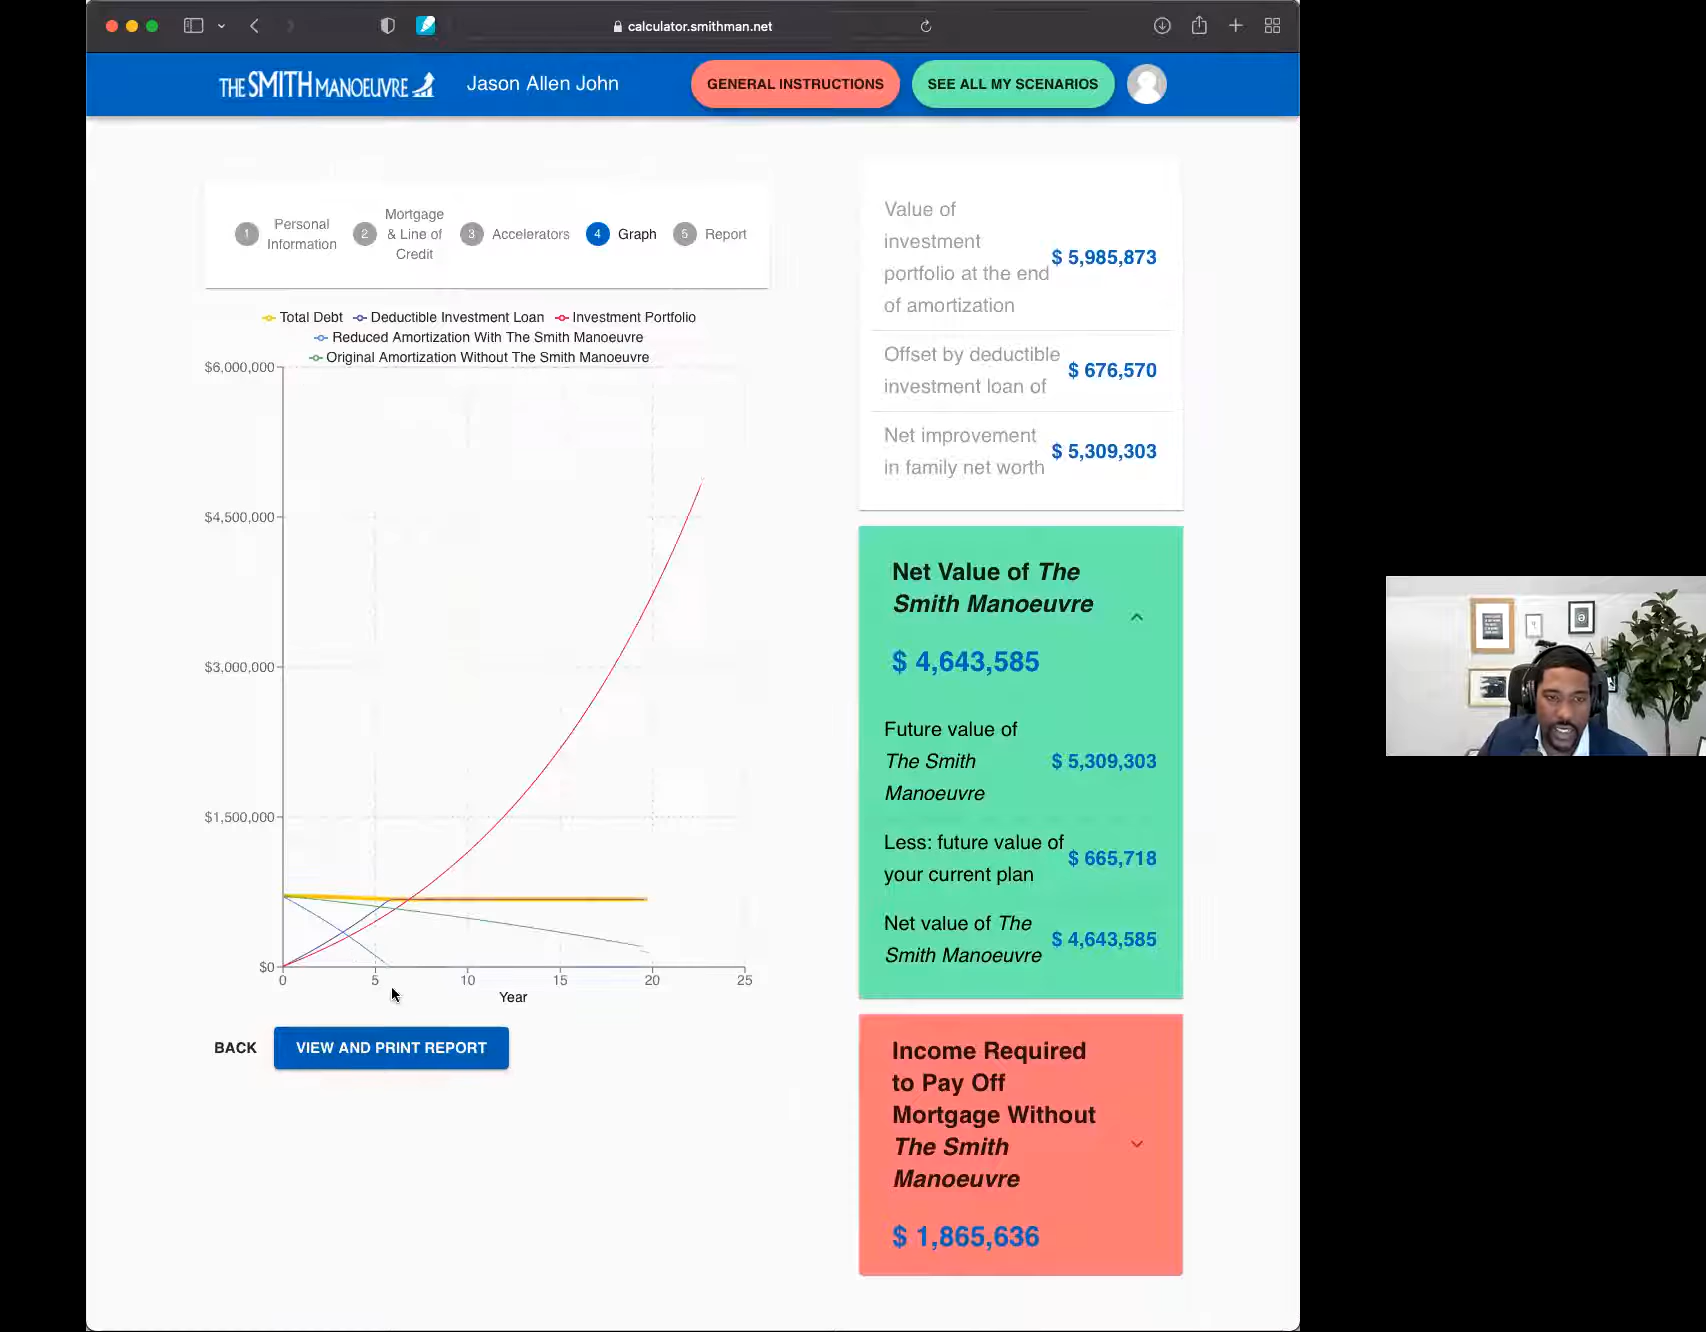 calculator.smithman.net
THE SMITH MANOEUVRE
Jason Allen John
GENERAL INSTRUCTIONS
SEE ALL MY SCENARIOS
1
Personal
Information
2
Mortgage
& Line of
Credit
3
Accelerators
4
Graph
5
Report
Total Debt
Deductible Investment Loan
Investment Portfolio
Reduced Amortization With The Smith Manoeuvre
Original Amortization Without The Smith Manoeuvre
$6,000,000
$4,500,000
$3,000,000
$1,500,000
$0
0
5
10
15
20
25
Year
BACK
VIEW AND PRINT REPORT
Value of
investment
portfolio at the end
of amortization
$ 5,985,873
Offset by deductible
investment loan of
$ 676,570
Net improvement
in family net worth
$ 5,309,303
Net Value of The
Smith Manoeuvre
$ 4,643,585
Future value of
The Smith
Manoeuvre
$ 5,309,303
Less: future value of
your current plan
$ 665,718
Net value of The
Smith Manoeuvre
$ 4,643,585
Income Required
to Pay Off
Mortgage Without
The Smith
Manoeuvre
$ 1,865,636